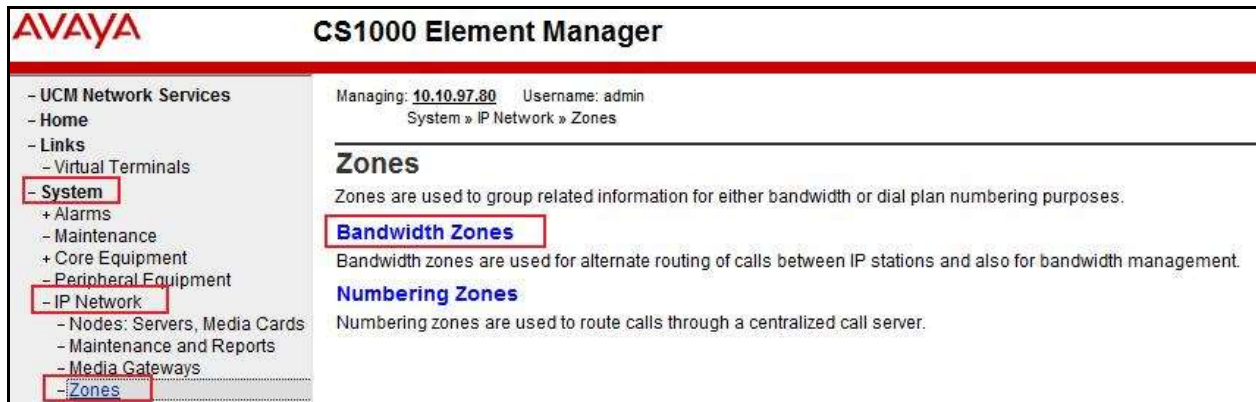 AVAYA
CS1000 Element Manager
- UCM Network Services
- Home
- Links
- Virtual Terminals
- System
+ Alarms
- Maintenance
+ Core Equipment
- Peripheral Equipment
- IP Network
- Nodes: Servers, Media Cards
- Maintenance and Reports
- Media Gateways
- Zones
Managing: 10.10.97.80 Username: admin
System » IP Network » Zones
Zones
Zones are used to group related information for either bandwidth or dial plan numbering purposes.
Bandwidth Zones
Bandwidth zones are used for alternate routing of calls between IP stations and also for bandwidth management.
Numbering Zones
Numbering zones are used to route calls through a centralized call server.